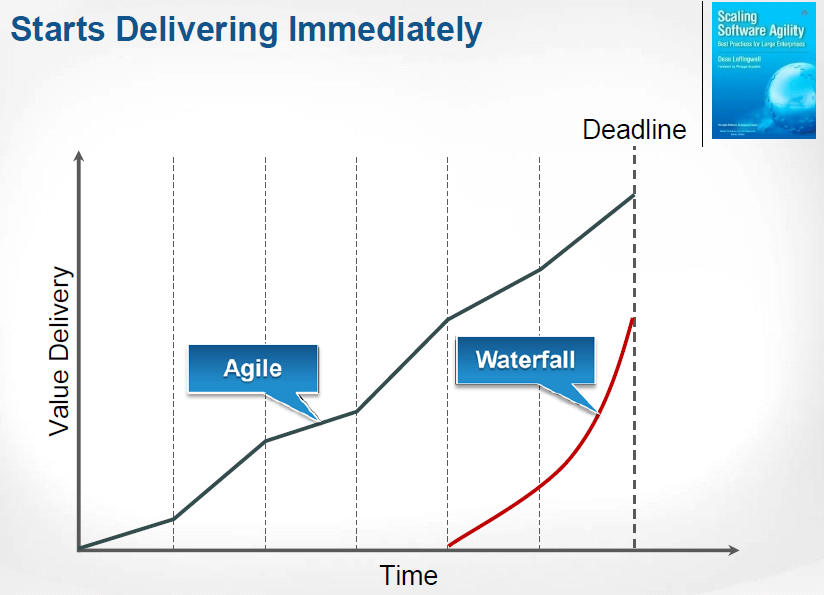 Starts Delivering Immediately
Scaling
Software Agility
Best Practices for Large Enterprises
Dean Leffingwell
Deadline
Value Delivery
Agile
Waterfall
Time